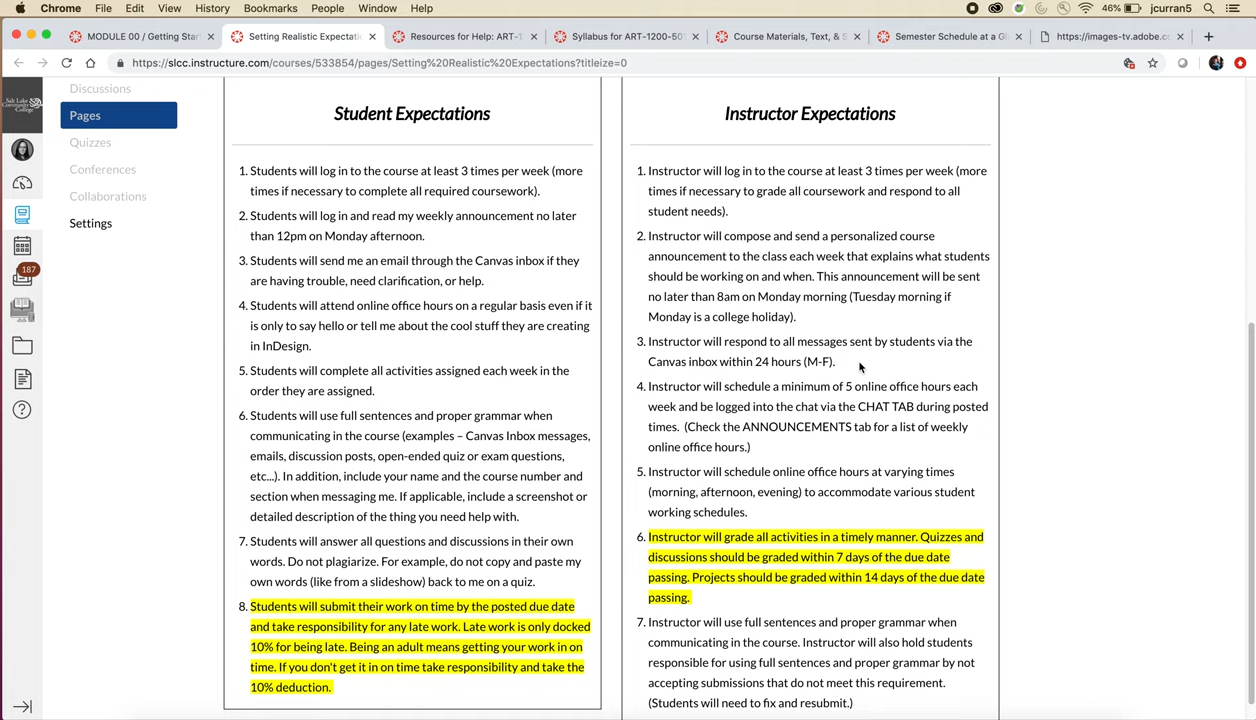 Chrome File Edit View History Bookmarks People Window Help 46% jcurran5
MODULE 00 / Getting Star
Setting Realistic Expectati
Resources for Help: ART-1
Syllabus for ART-1200-501
Course Materials, Text, & S
Semester Schedule at a Gl
https://images-tv.adobe.c
https://slcc.instructure.com/courses/533854/pages/Setting%20Realistic%20Expectations?titleize=0
Salt Lake
Community
College
187
Discussions
Pages
Quizzes
Conferences
Collaborations
Settings
Student Expectations
1. Students will log in to the course at least 3 times per week (more
times if necessary to complete all required coursework).
2. Students will log in and read my weekly announcement no later
than 12pm on Monday afternoon.
3. Students will send me an email through the Canvas inbox if they
are having trouble, need clarification, or help.
4. Students will attend online office hours on a regular basis even if it
is only to say hello or tell me about the cool stuff they are creating
in InDesign.
5. Students will complete all activities assigned each week in the
order they are assigned.
6. Students will use full sentences and proper grammar when
communicating in the course (examples – Canvas Inbox messages,
emails, discussion posts, open-ended quiz or exam questions,
etc...). In addition, include your name and the course number and
section when messaging me. If applicable, include a screenshot or
detailed description of the thing you need help with.
7. Students will answer all questions and discussions in their own
words. Do not plagiarize. For example, do not copy and paste my
own words (like from a slideshow) back to me on a quiz.
8. Students will submit their work on time by the posted due date
and take responsibility for any late work. Late work is only docked
10% for being late. Being an adult means getting your work in on
time. If you don't get it in on time take responsibility and take the
10% deduction.
Instructor Expectations
1. Instructor will log in to the course at least 3 times per week (more
times if necessary to grade all coursework and respond to all
student needs).
2. Instructor will compose and send a personalized course
announcement to the class each week that explains what students
should be working on and when. This announcement will be sent
no later than 8am on Monday morning (Tuesday morning if
Monday is a college holiday).
3. Instructor will respond to all messages sent by students via the
Canvas inbox within 24 hours (M-F).
4. Instructor will schedule a minimum of 5 online office hours each
week and be logged into the chat via the CHAT TAB during posted
times. (Check the ANNOUNCEMENTS tab for a list of weekly
online office hours.)
5. Instructor will schedule online office hours at varying times
(morning, afternoon, evening) to accommodate various student
working schedules.
6. Instructor will grade all activities in a timely manner. Quizzes and
discussions should be graded within 7 days of the due date
passing. Projects should be graded within 14 days of the due date
passing.
7. Instructor will use full sentences and proper grammar when
communicating in the course. Instructor will also hold students
responsible for using full sentences and proper grammar by not
accepting submissions that do not meet this requirement.
(Students will need to fix and resubmit.)